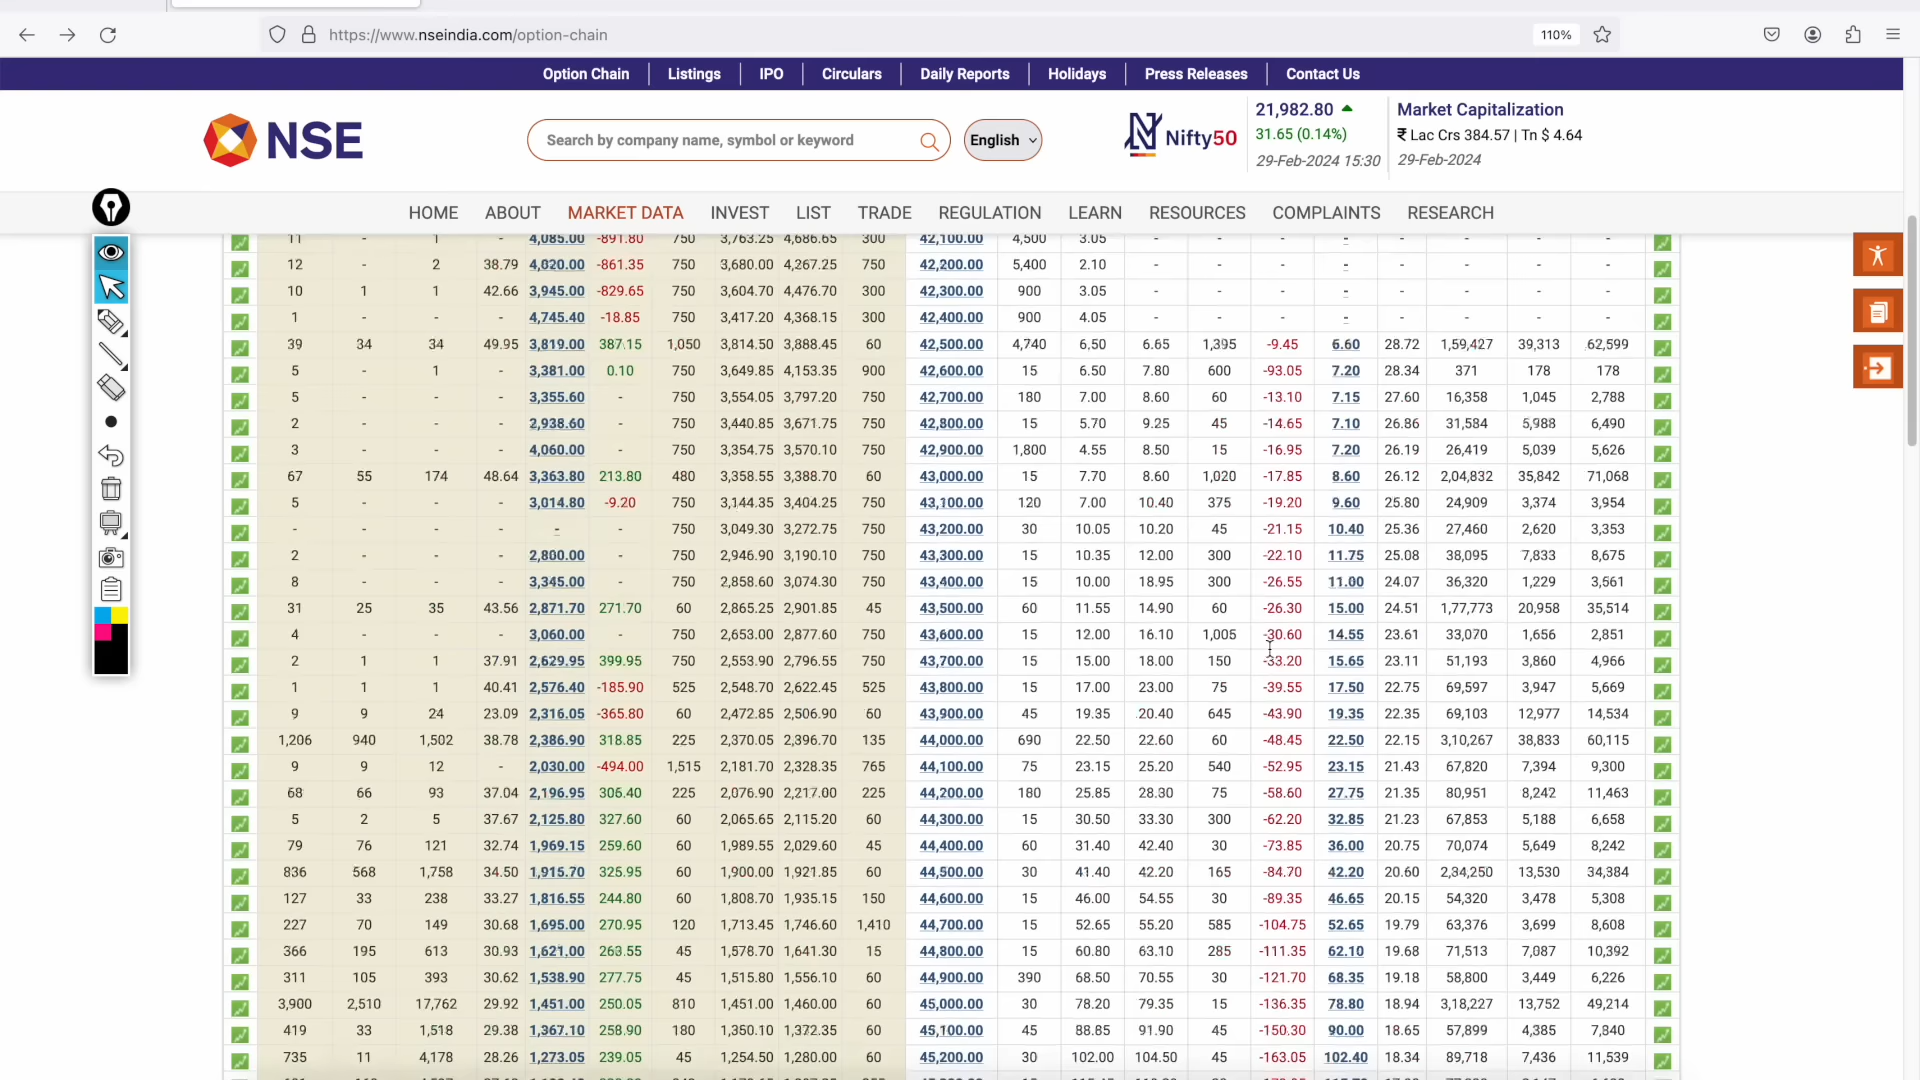 https://www.nseindia.com/option-chain 110%
Option Chain Listings IPO Circulars Daily Reports Holidays Press Releases Contact Us
NSE
Search by company name, symbol or keyword
English
Nifty50
21,982.80
31.65 (0.14%)
29-Feb-2024 15:30
Market Capitalization
₹ Lac Crs 384.57 | Tn $ 4.64
29-Feb-2024
HOME ABOUT MARKET DATA INVEST LIST TRADE REGULATION LEARN RESOURCES COMPLAINTS RESEARCH
11 - 1 - 4,085.00 -891.80 750 3,763.25 4,686.65 300 42,100.00 4,500 3.05 - - - - - - - -
12 - 2 38.79 4,020.00 -861.35 750 3,680.00 4,267.25 750 42,200.00 5,400 2.10 - - - - - - - -
10 1 1 42.66 3,945.00 -829.65 750 3,604.70 4,476.70 300 42,300.00 900 3.05 - - - - - - - -
1 - - - 4,745.40 -18.85 750 3,417.20 4,368.15 300 42,400.00 900 4.05 - - - - - - - -
39 34 34 49.95 3,819.00 387.15 1,050 3,814.50 3,888.45 60 42,500.00 4,740 6.50 6.65 1,395 -9.45 6.60 28.72 1,59,427 39,313 62,599
5 - 1 - 3,381.00 0.10 750 3,649.85 4,153.35 900 42,600.00 15 6.50 7.80 600 -93.05 7.20 28.34 371 178 178
5 - - - 3,355.60 - 750 3,554.05 3,797.20 750 42,700.00 180 7.00 8.60 60 -13.10 7.15 27.60 16,358 1,045 2,788
2 - - - 2,938.60 - 750 3,440.85 3,671.75 750 42,800.00 15 5.70 9.25 45 -14.65 7.10 26.86 31,584 5,988 6,490
3 - - - 4,060.00 - 750 3,354.75 3,570.10 750 42,900.00 1,800 4.55 8.50 15 -16.95 7.20 26.19 26,419 5,039 5,626
67 55 174 48.64 3,363.80 213.80 480 3,358.55 3,388.70 60 43,000.00 15 7.70 8.60 1,020 -17.85 8.60 26.12 2,04,832 35,842 71,068
5 - - - 3,014.80 -9.20 750 3,144.35 3,404.25 750 43,100.00 120 7.00 10.40 375 -19.20 9.60 25.80 24,909 3,374 3,954
- - - - - - 750 3,049.30 3,272.75 750 43,200.00 30 10.05 10.20 45 -21.15 10.40 25.36 27,460 2,620 3,353
2 - - - 2,800.00 - 750 2,946.90 3,190.10 750 43,300.00 15 10.35 12.00 300 -22.10 11.75 25.08 38,095 7,833 8,675
8 - - - 3,345.00 - 750 2,858.60 3,074.30 750 43,400.00 15 10.00 18.95 300 -26.55 11.00 24.07 36,320 1,229 3,561
31 25 35 43.56 2,871.70 271.70 60 2,865.25 2,901.85 45 43,500.00 60 11.55 14.90 60 -26.30 15.00 24.51 1,77,773 20,958 35,514
4 - - - 3,060.00 - 750 2,653.00 2,877.60 750 43,600.00 15 12.00 16.10 1,005 -30.60 14.55 23.61 33,070 1,656 2,851
2 1 1 37.91 2,629.95 399.95 750 2,553.90 2,796.55 750 43,700.00 15 15.00 18.00 150 -33.20 15.65 23.11 51,193 3,860 4,966
1 1 1 40.41 2,576.40 -185.90 525 2,548.70 2,622.45 525 43,800.00 15 17.00 23.00 75 -39.55 17.50 22.75 69,597 3,947 5,669
9 9 24 23.09 2,316.05 -365.80 60 2,472.85 2,506.90 60 43,900.00 45 19.35 20.40 645 -43.90 19.35 22.35 69,103 12,977 14,534
1,206 940 1,502 38.78 2,386.90 318.85 225 2,370.05 2,396.70 135 44,000.00 690 22.50 22.60 60 -48.45 22.50 22.15 3,10,267 38,833 60,115
9 9 12 - 2,030.00 -494.00 1,515 2,181.70 2,328.35 765 44,100.00 75 23.15 25.20 540 -52.95 23.15 21.43 67,820 7,394 9,300
68 66 93 37.04 2,196.95 306.40 225 2,076.90 2,217.00 225 44,200.00 180 25.85 28.30 75 -58.60 27.75 21.35 80,951 8,242 11,463
5 2 5 37.67 2,125.80 327.60 60 2,065.65 2,115.20 60 44,300.00 15 30.50 33.30 300 -62.20 32.85 21.23 67,853 5,188 6,658
79 76 121 32.74 1,969.15 259.60 60 1,989.55 2,029.60 45 44,400.00 60 31.40 42.40 30 -73.85 36.00 20.75 70,074 5,649 8,242
836 568 1,758 34.50 1,915.70 325.95 60 1,900.00 1,921.85 60 44,500.00 30 41.40 42.20 165 -84.70 42.20 20.60 2,34,250 13,530 34,384
127 33 238 33.27 1,816.55 244.80 60 1,808.70 1,935.15 150 44,600.00 15 46.00 54.55 30 -89.35 46.65 20.15 54,320 3,478 5,308
227 70 149 30.68 1,695.00 270.95 120 1,713.45 1,746.60 1,410 44,700.00 15 52.65 55.20 585 -104.75 52.65 19.79 63,376 3,699 8,608
366 195 613 30.93 1,621.00 263.55 45 1,578.70 1,641.30 15 44,800.00 15 60.80 63.10 285 -111.35 62.10 19.68 71,513 7,087 10,392
311 105 393 30.62 1,538.90 277.75 45 1,515.80 1,556.10 60 44,900.00 390 68.50 70.55 30 -121.70 68.35 19.18 58,800 3,449 6,226
3,900 2,510 17,762 29.92 1,451.00 250.05 810 1,451.00 1,460.00 60 45,000.00 30 78.20 79.35 15 -136.35 78.80 18.94 3,18,227 13,752 49,214
419 33 1,518 29.38 1,367.10 258.90 180 1,350.10 1,372.35 60 45,100.00 45 88.85 91.90 45 -150.30 90.00 18.65 57,899 4,385 7,840
735 11 4,178 28.26 1,273.05 239.05 45 1,254.50 1,280.00 60 45,200.00 30 102.00 104.50 45 -163.05 102.40 18.34 89,718 7,436 11,539